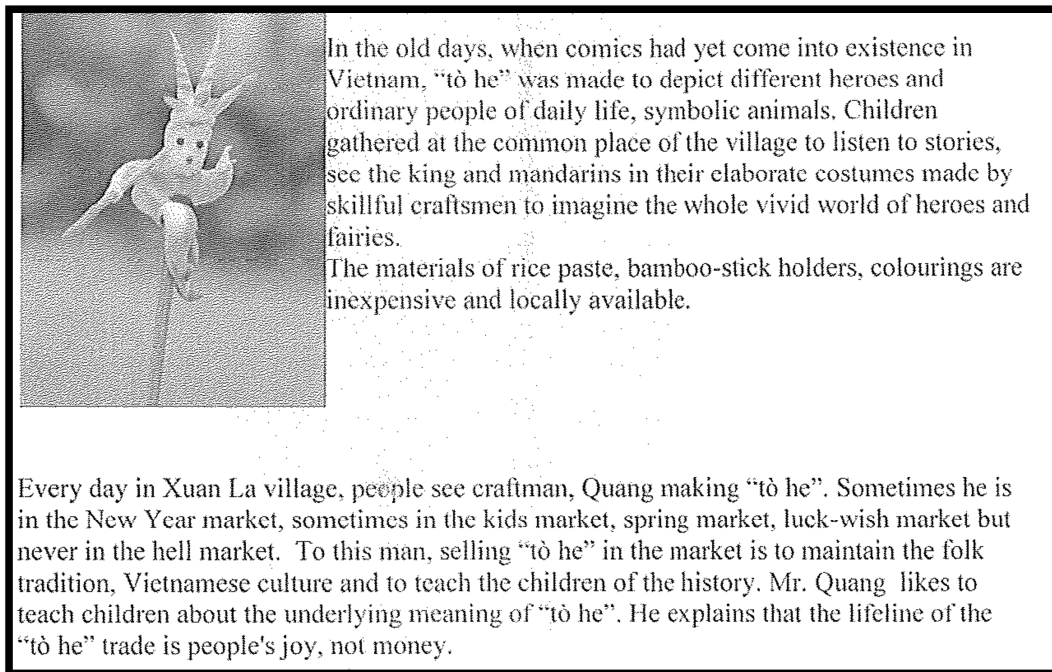 In the old days, when comics had yet come into existence in
Vietnam, “tò he” was made to depict different heroes and
ordinary people of daily life, symbolic animals. Children
gathered at the common place of the village to listen to stories,
see the king and mandarins in their elaborate costumes made by
skillful craftsmen to imagine the whole vivid world of heroes and
fairies.
The materials of rice paste, bamboo-stick holders, colourings are
inexpensive and locally available.
Every day in Xuan La village, people see craftman, Quang making “tò he”. Sometimes he is
in the New Year market, sometimes in the kids market, spring market, luck-wish market but
never in the hell market. To this man, selling “tò he” in the market is to maintain the folk
tradition, Vietnamese culture and to teach the children of the history. Mr. Quang likes to
teach children about the underlying meaning of “tò he”. He explains that the lifeline of the
“tò he” trade is people's joy, not money.